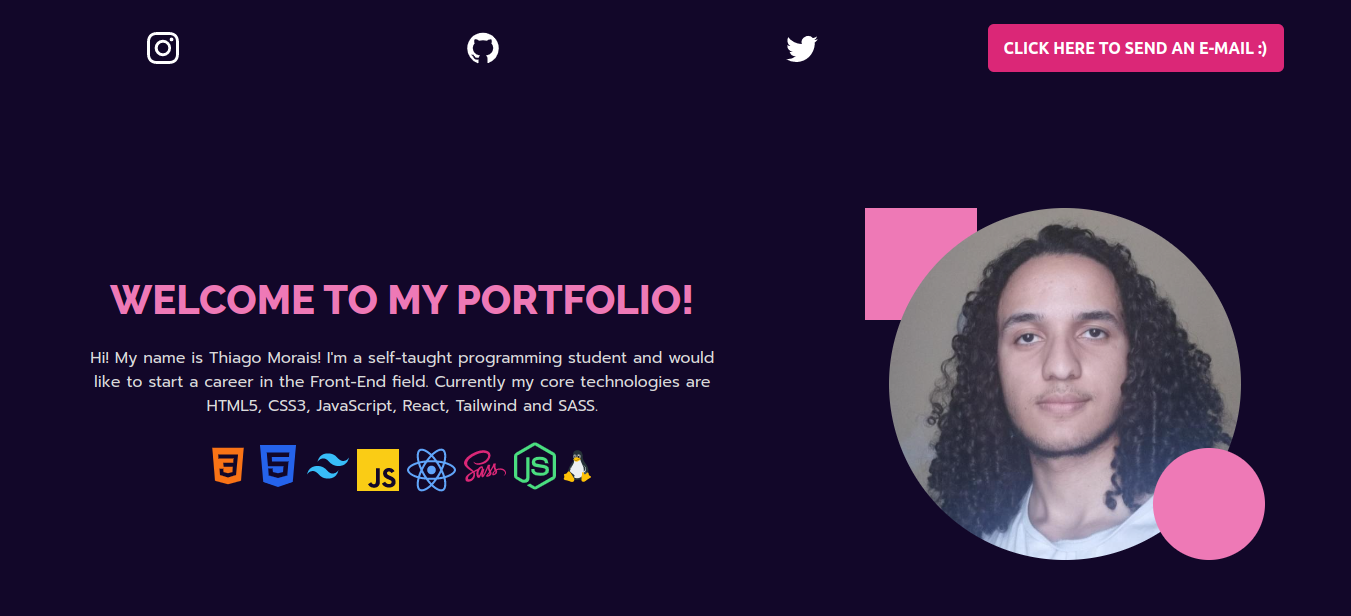 CLICK HERE TO SEND AN E-MAIL :)
WELCOME TO MY PORTFOLIO!
Hi! My name is Thiago Morais! I'm a self-taught programming student and would
like to start a career in the Front-End field. Currently my core technologies are
HTML5, CSS3, JavaScript, React, Tailwind and SASS.
3 5 JS Sass JS